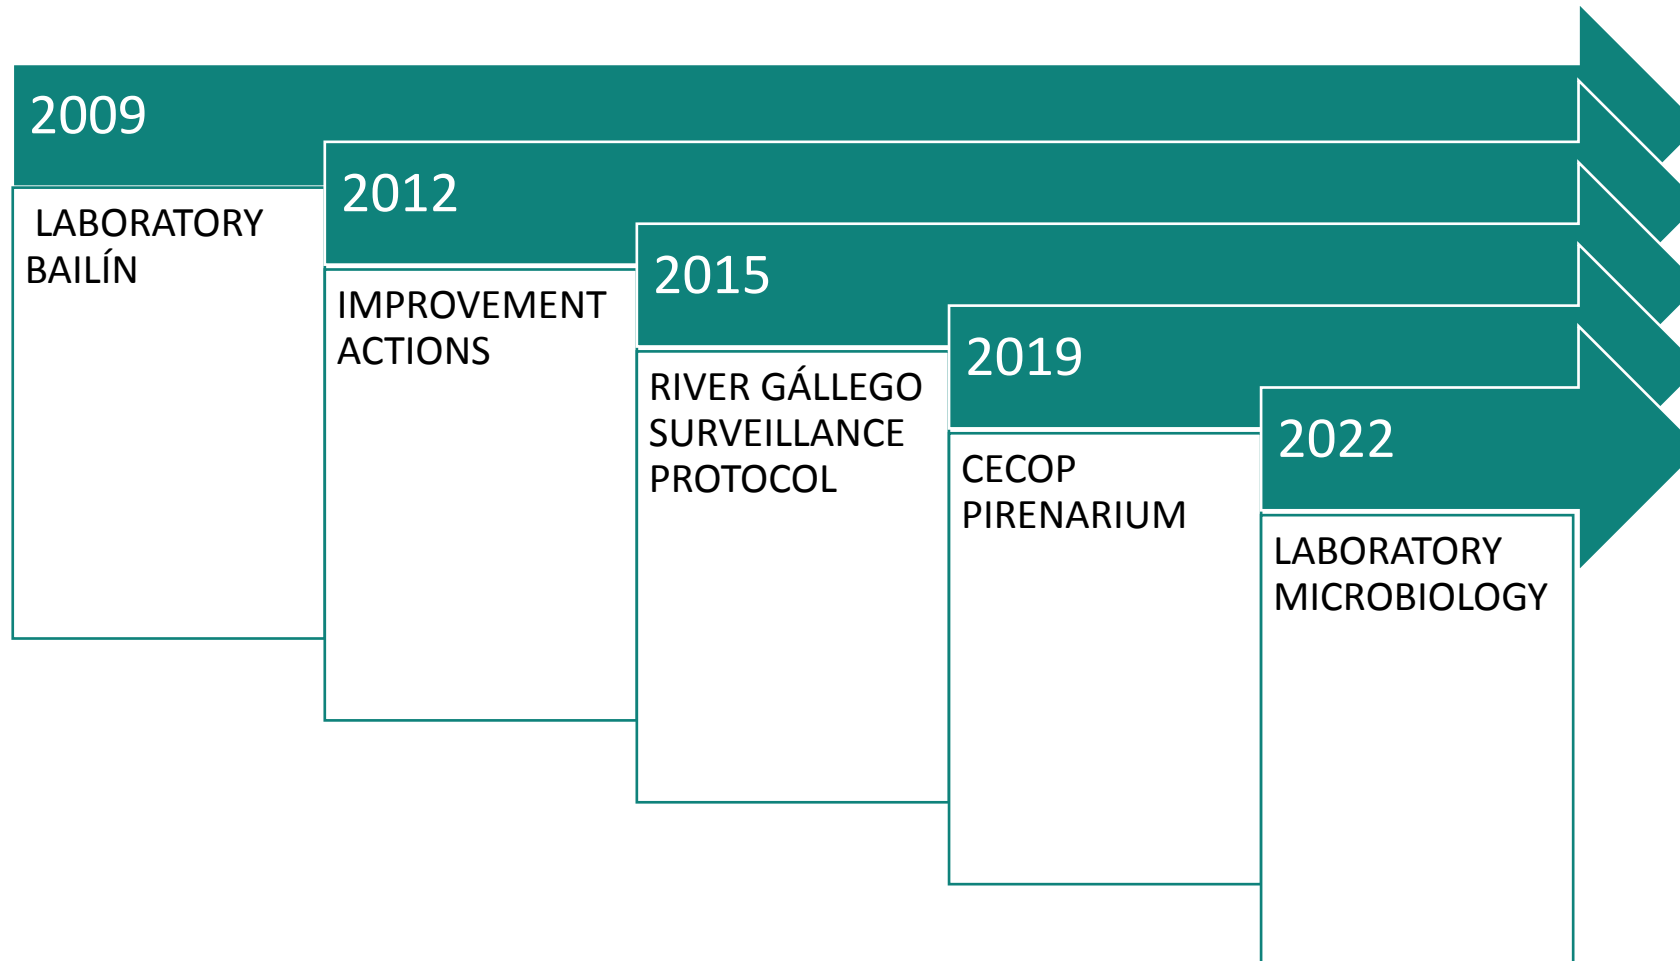 2009
LABORATORY
BAILÍN
2012
IMPROVEMENT
ACTIONS
2015
RIVER GÁLLEGO
SURVEILLANCE
PROTOCOL
2019
CECOP
PIRENARIUM
2022
LABORATORY
MICROBIOLOGY